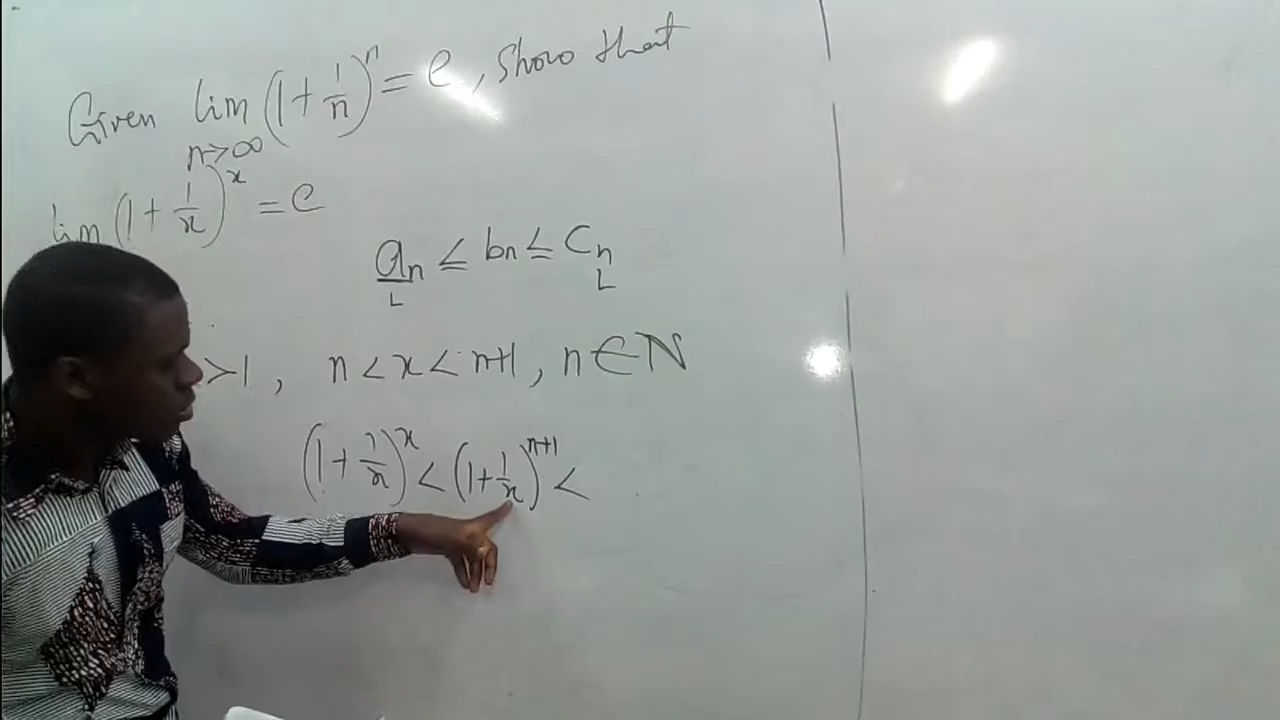 Given lim (1 + 1/n)^n = e, show that
n→∞
lim (1 + 1/x)^x = e
a_n ≤ b_n ≤ c_n
L L
>1, n < x < n+1, n ∈ ℕ
(1 + 1/x)^x < (1 + 1/x)^n+1 <